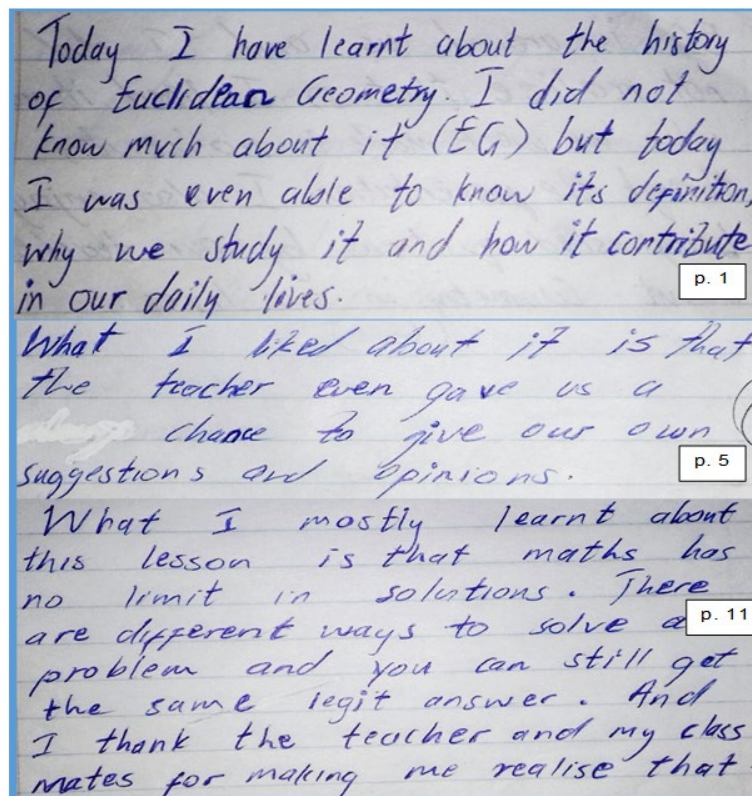 Today I have learnt about the history
of Euclidean Geometry. I did not
know much about it (EG) but today
I was even able to know its definition,
why we study it and how it contribute
in our daily lives.
p. 1
What I liked about it is that
the teacher even gave us a
chance to give our own
suggestions and opinions.
p. 5
What I mostly learnt about
this lesson is that maths has
no limit in solutions. There
are different ways to solve a
p. 11
problem and you can still get
the same legit answer. And
I thank the teacher and my class
mates for making me realise that